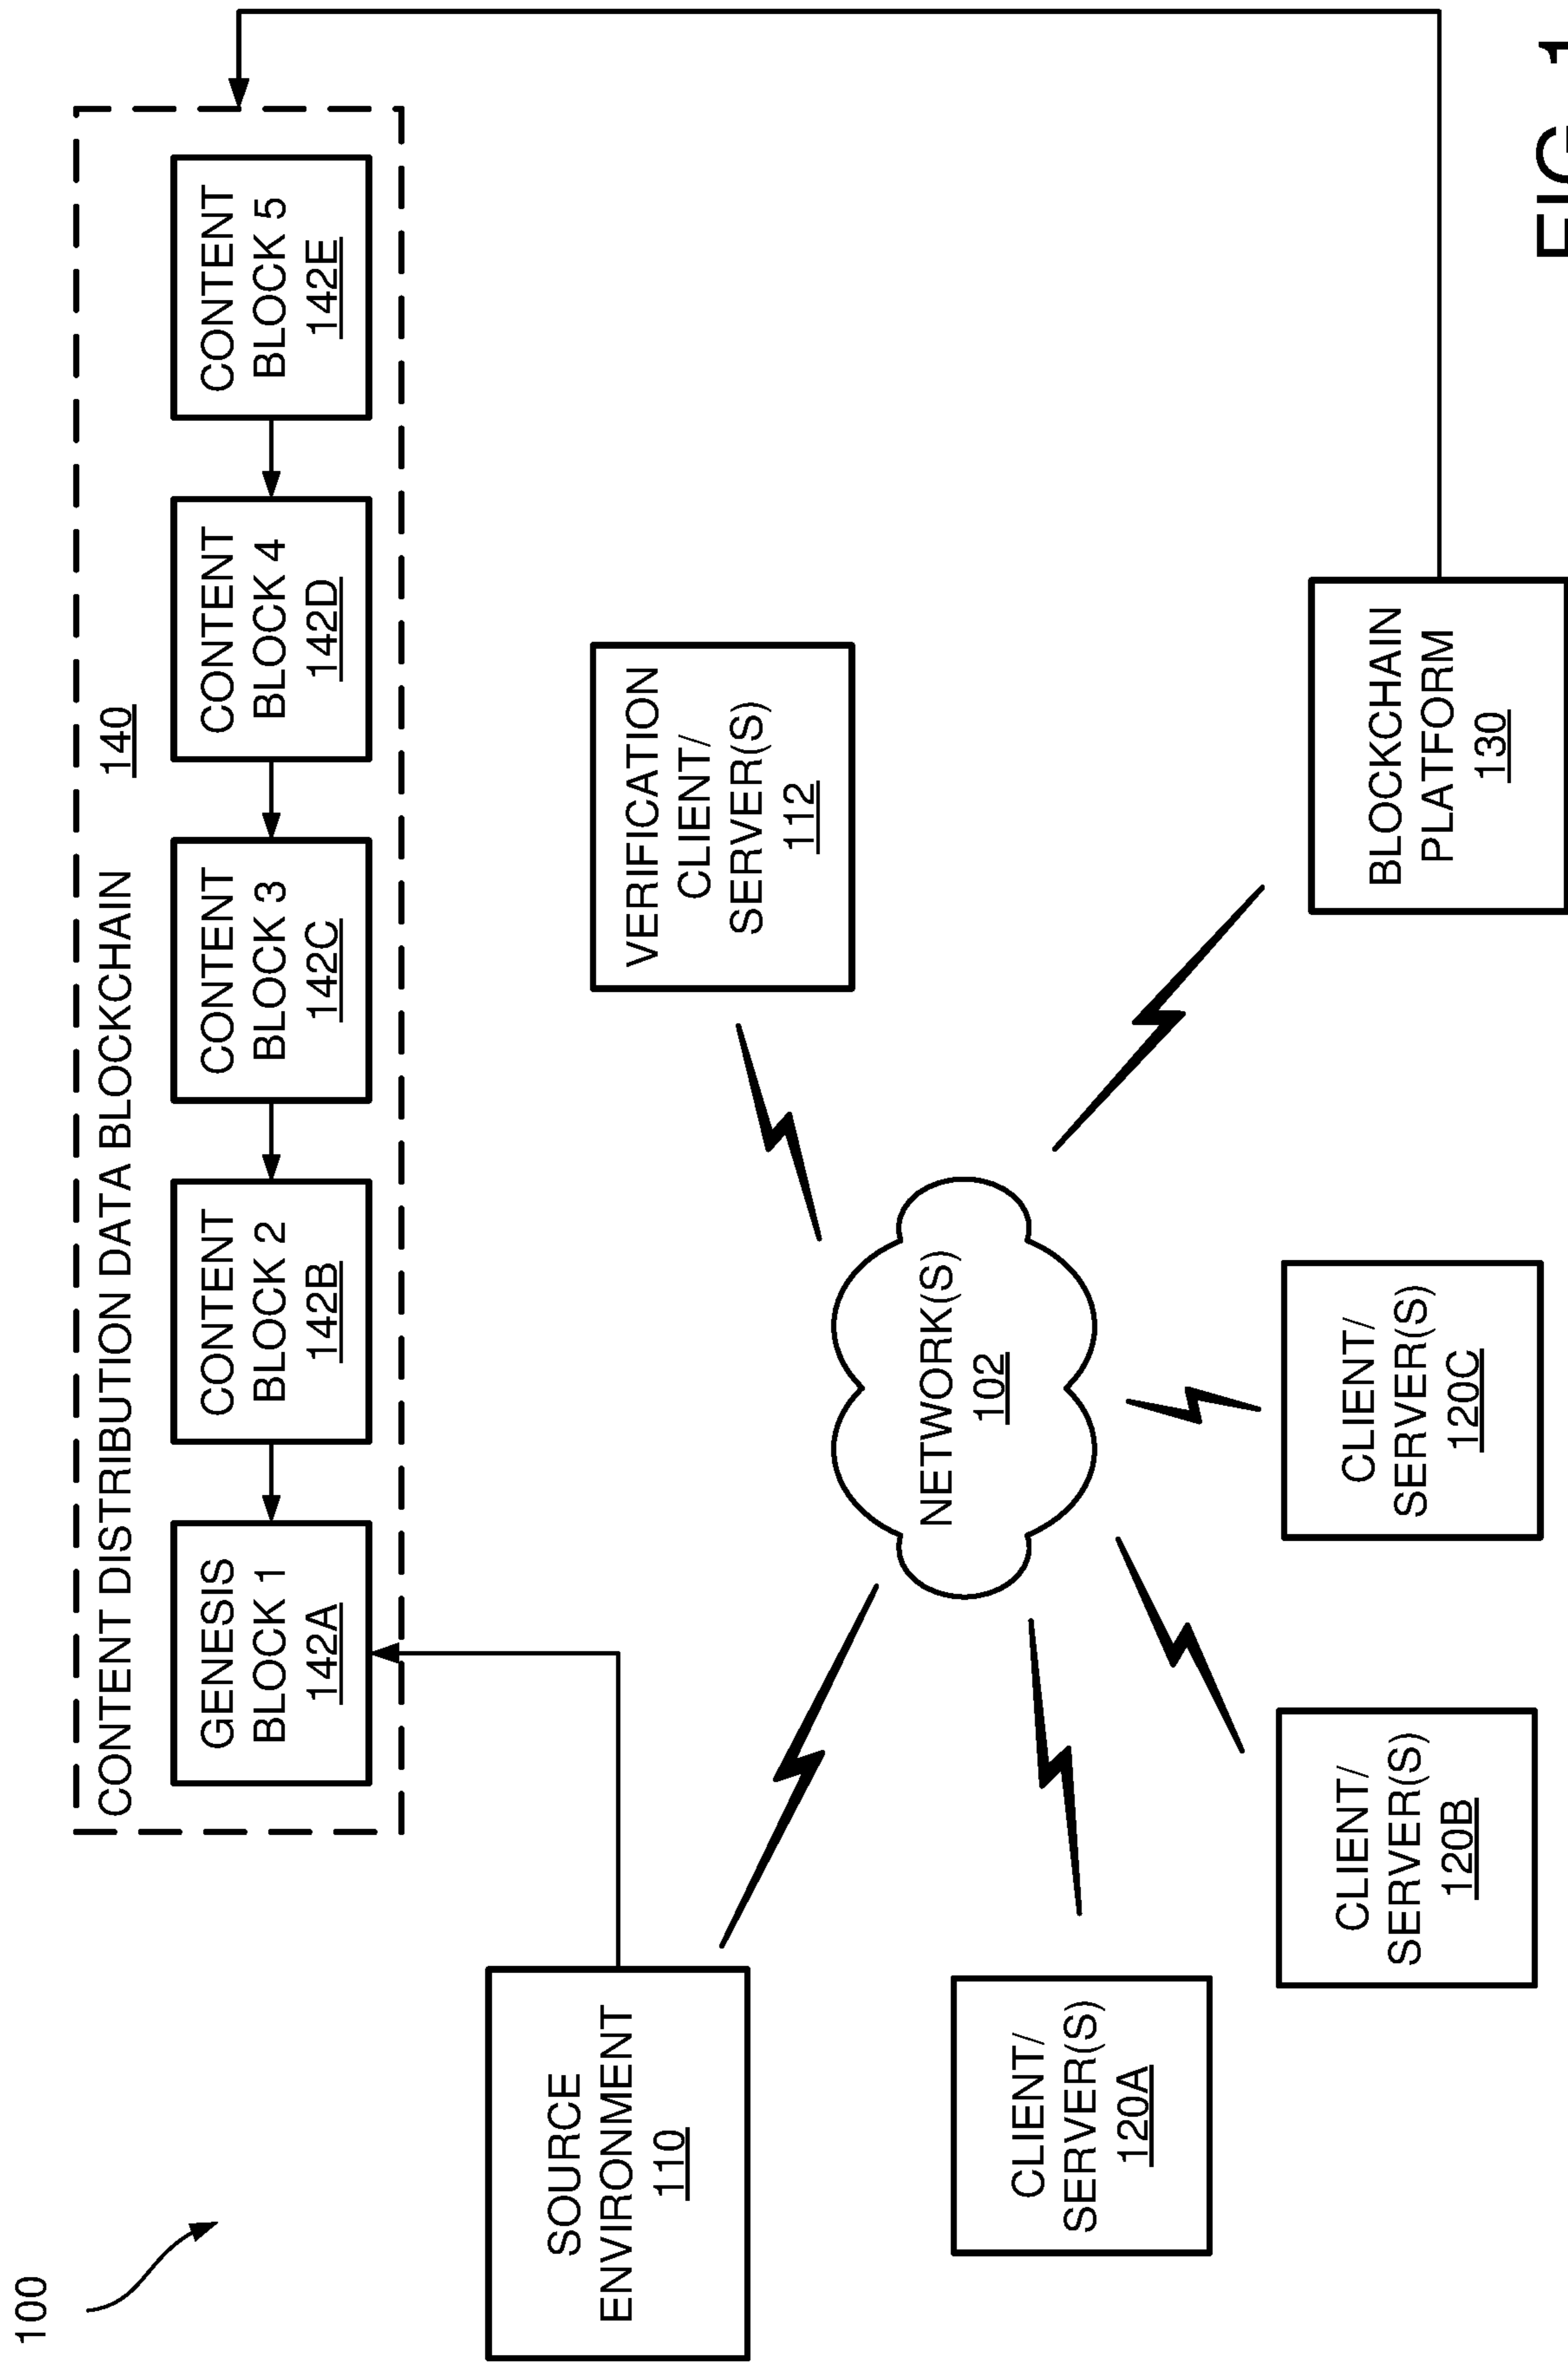 100
CONTENT DISTRIBUTION DATA BLOCKCHAIN 140
GENESIS
BLOCK 1
142A
CONTENT
BLOCK 2
142B
CONTENT
BLOCK 3
142C
CONTENT
BLOCK 4
142D
CONTENT
BLOCK 5
142E
SOURCE
ENVIRONMENT
110
VERIFICATION
CLIENT/
SERVER(S)
112
NETWORK(S)
102
CLIENT/
SERVER(S)
120A
CLIENT/
SERVER(S)
120B
CLIENT/
SERVER(S)
120C
BLOCKCHAIN
PLATFORM
130